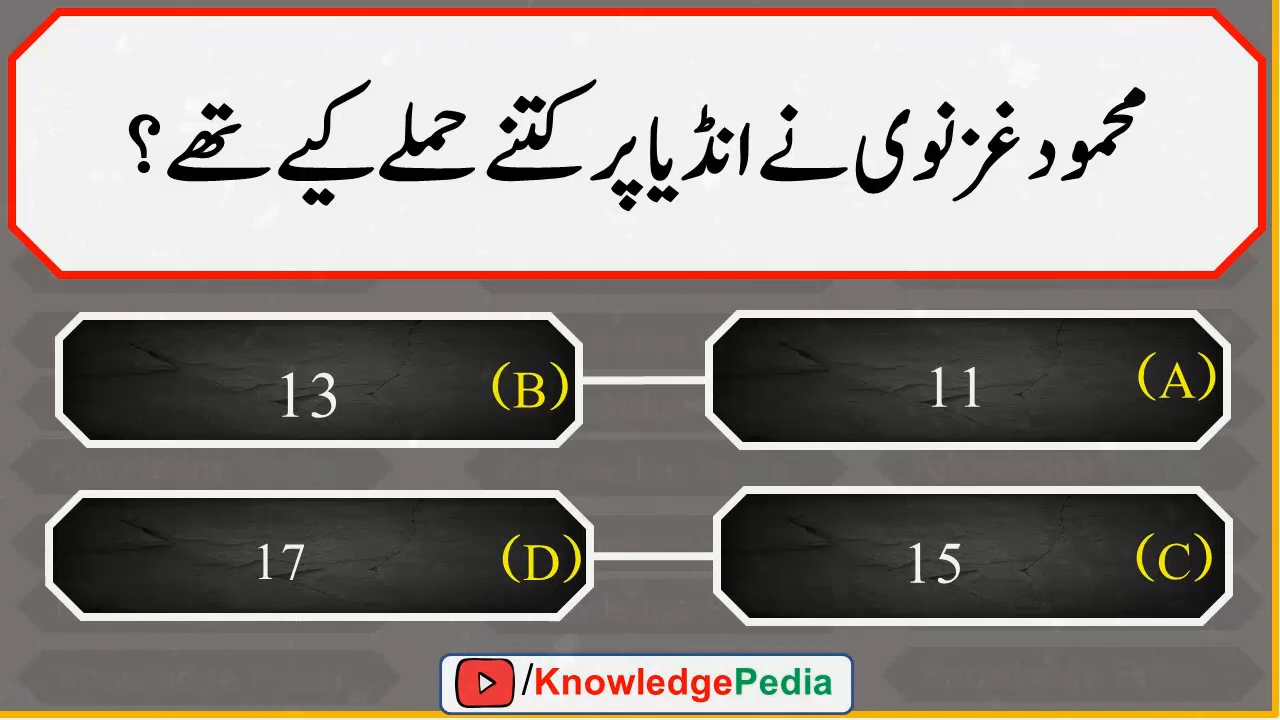 محمود غزنوی نے انڈیا پر کتنے حملے کیے تھے؟
(A) 11
(B) 13
(C) 15
(D) 17
/KnowledgePedia